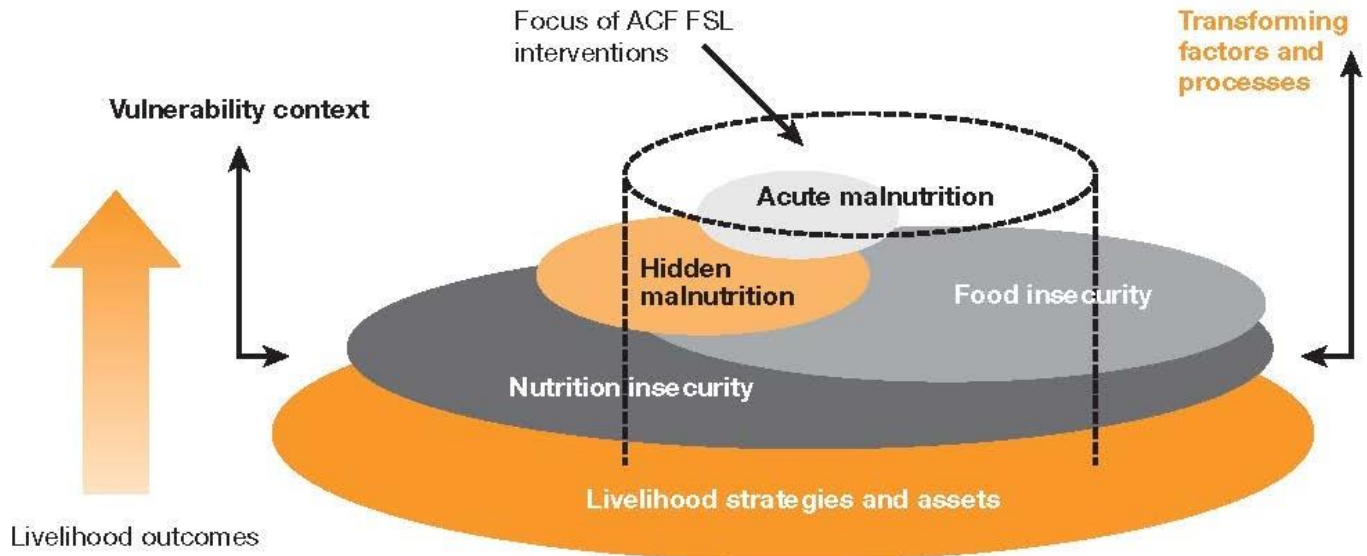 Focus of ACF FSL
interventions
Transforming
factors and
processes
Vulnerability context
Acute malnutrition
Hidden
malnutrition
Food insecurity
Nutrition insecurity
Livelihood strategies and assets
Livelihood outcomes